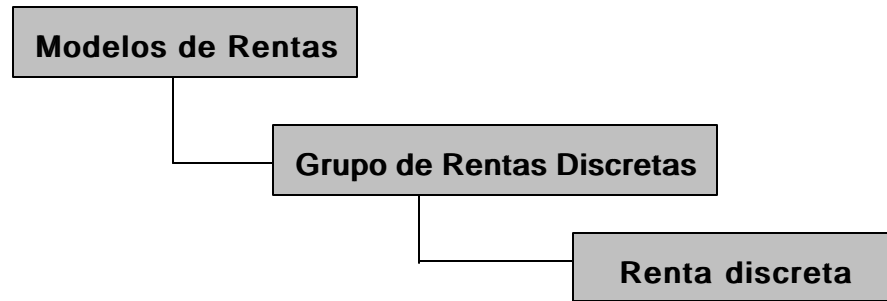 Modelos de Rentas
Grupo de Rentas Discretas
Renta discreta